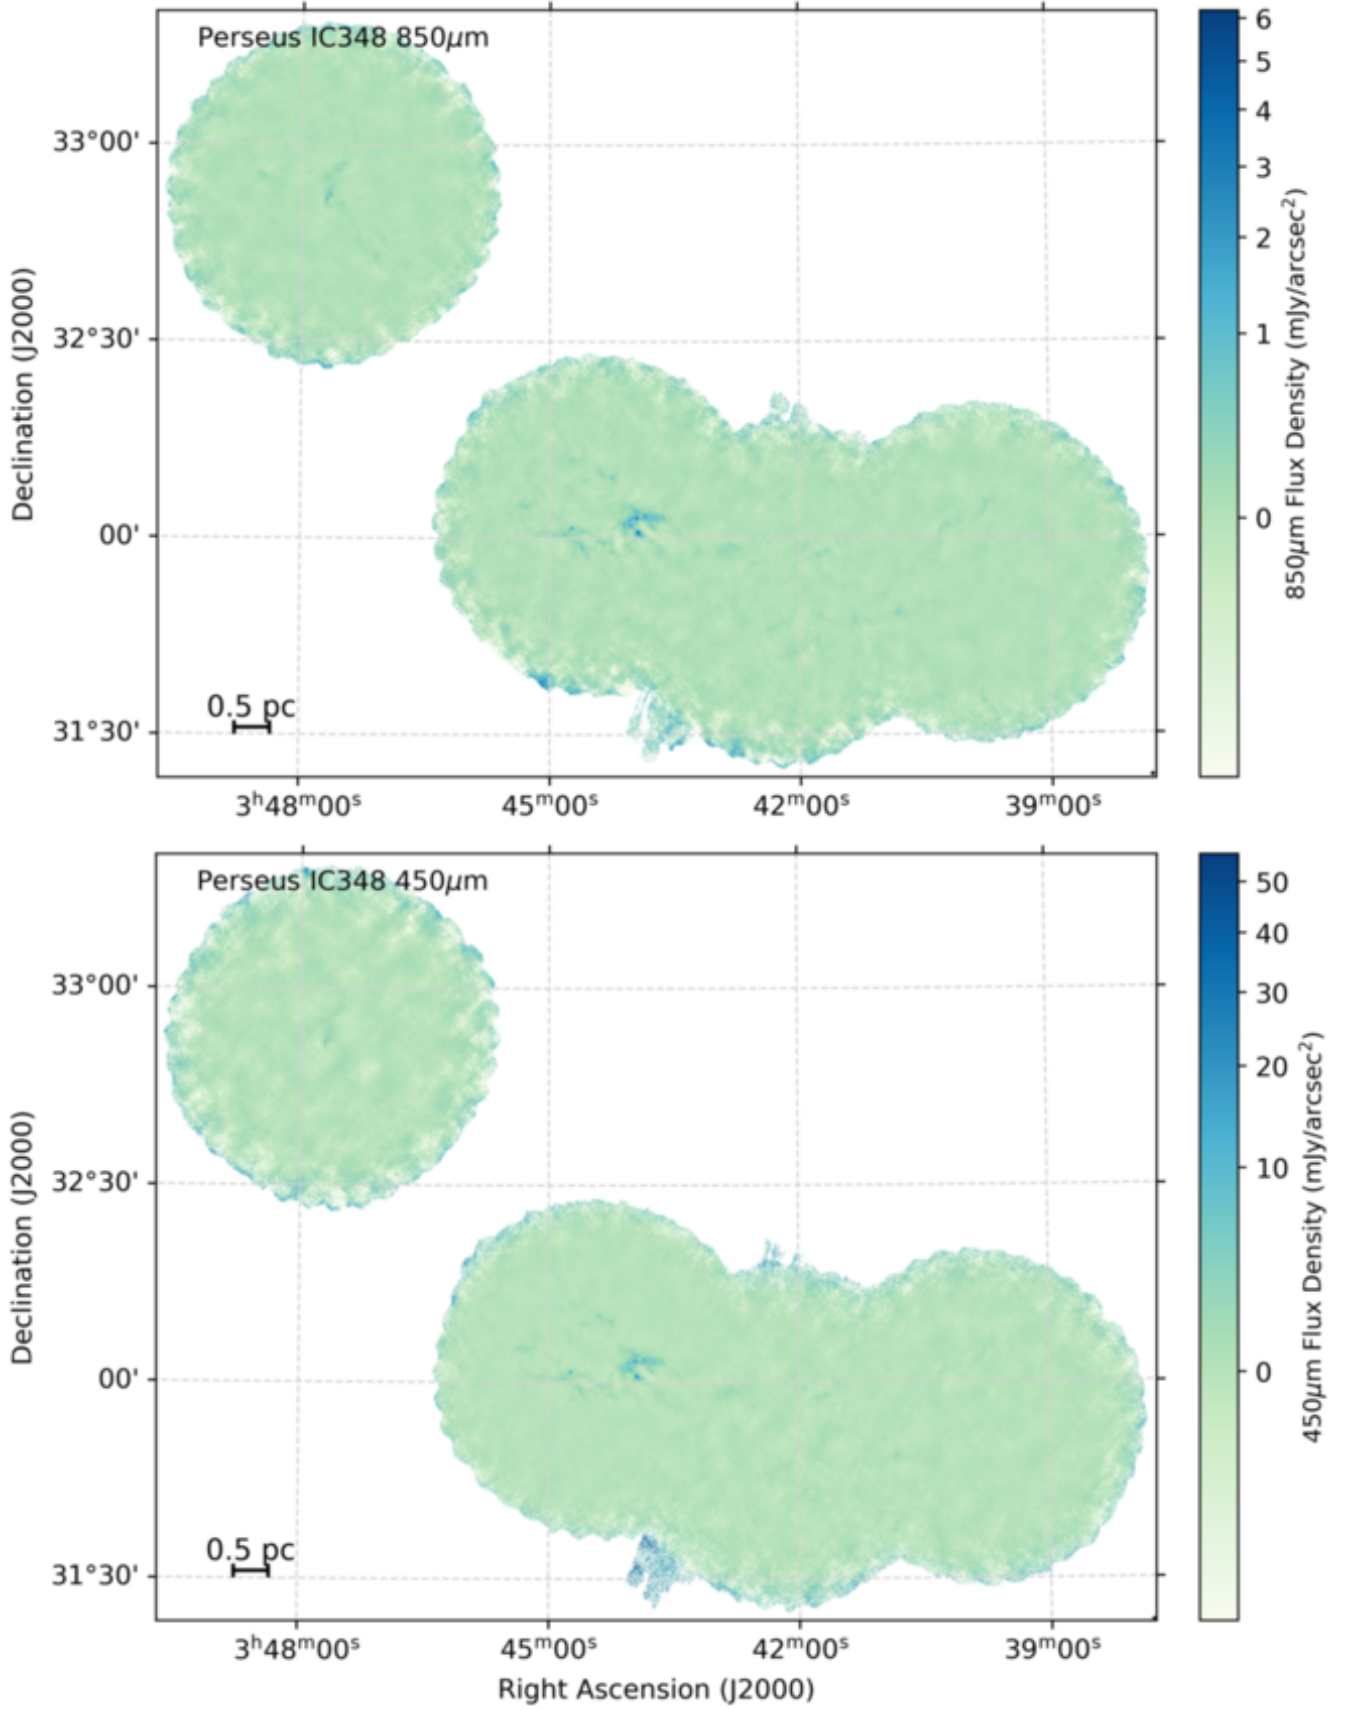 Perseus IC348 850μm
33°00'
32°30'
00'
31°30'
Declination (J2000)
0.5 pc
3ʰ48ᵐ00ˢ
45ᵐ00ˢ
42ᵐ00ˢ
39ᵐ00ˢ
6
5
4
3
2
1
0
850μm Flux Density (mJy/arcsec²)
Perseus IC348 450μm
33°00'
32°30'
00'
31°30'
Declination (J2000)
0.5 pc
3ʰ48ᵐ00ˢ
45ᵐ00ˢ
42ᵐ00ˢ
39ᵐ00ˢ
Right Ascension (J2000)
50
40
30
20
10
0
450μm Flux Density (mJy/arcsec²)